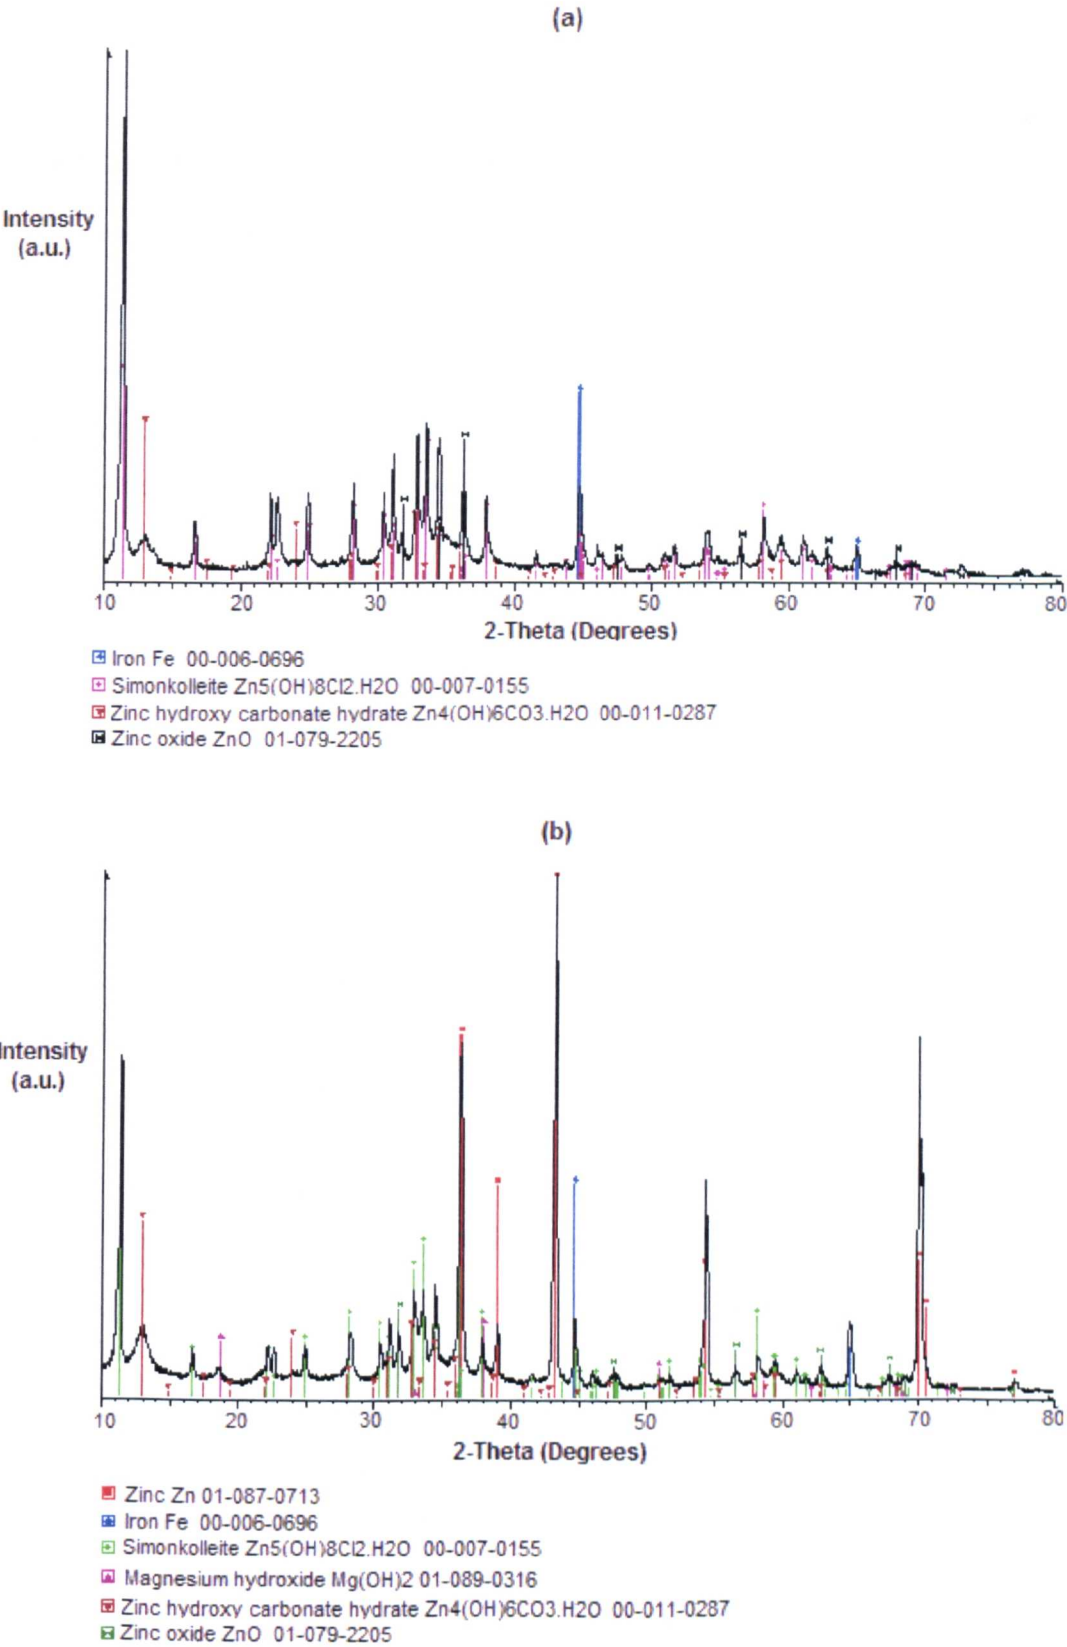 (a)
Intensity
(a.u.)
10 20 30 40 50 60 70 80
2-Theta (Degrees)
Iron Fe 00-006-0696
Simonkolleite Zn5(OH)8Cl2.H2O 00-007-0155
Zinc hydroxy carbonate hydrate Zn4(OH)6CO3.H2O 00-011-0287
Zinc oxide ZnO 01-079-2205
(b)
Intensity
(a.u.)
10 20 30 40 50 60 70 80
2-Theta (Degrees)
Zinc Zn 01-087-0713
Iron Fe 00-006-0696
Simonkolleite Zn5(OH)8Cl2.H2O 00-007-0155
Magnesium hydroxide Mg(OH)2 01-089-0316
Zinc hydroxy carbonate hydrate Zn4(OH)6CO3.H2O 00-011-0287
Zinc oxide ZnO 01-079-2205